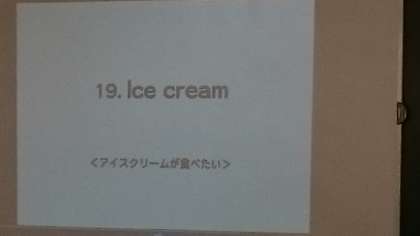 19. Ice cream
<アイスクリームが食べたい>